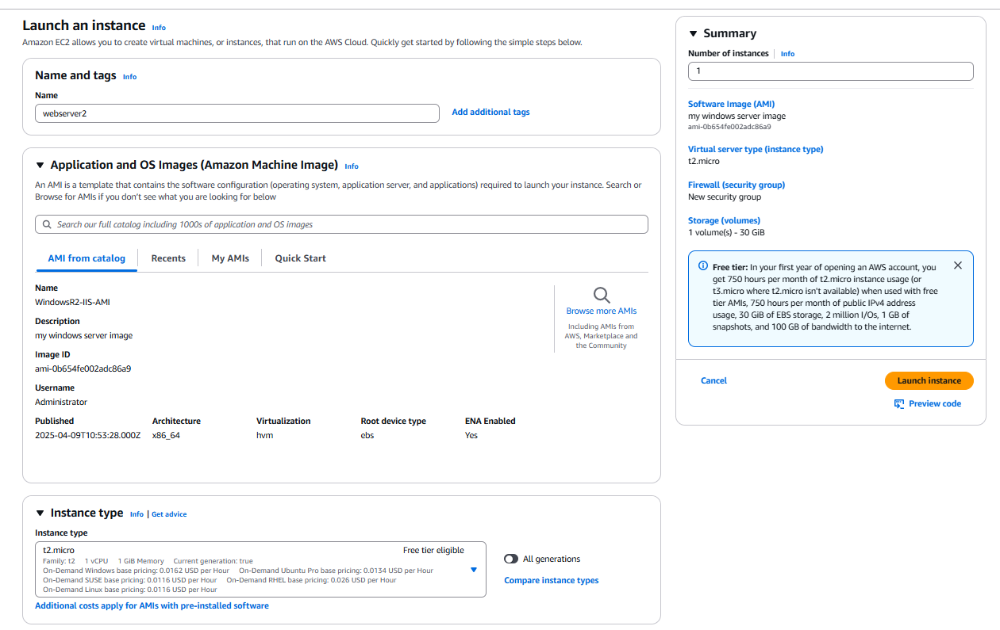 Launch an instance Info
Amazon EC2 allows you to create virtual machines, or instances, that run on the AWS Cloud. Quickly get started by following the simple steps below.
Name and tags Info
Name
webserver2
Add additional tags
Application and OS Images (Amazon Machine Image) Info
An AMI is a template that contains the software configuration (operating system, application server, and applications) required to launch your instance. Search or
Browse for AMIs if you don't see what you are looking for below
Search our full catalog including 1000s of application and OS images
AMI from catalog Recents My AMIs Quick Start
Name
WindowsR2-IIS-AMI
Description
my windows server image
Image ID
ami-0b654fe002adc86a9
Username
Administrator
Published Architecture Virtualization Root device type ENA Enabled
2025-04-09T10:53:28.000Z x86_64 hvm ebs Yes
Browse more AMIs
Including AMIs from
AWS, Marketplace and
the Community
Instance type Info | Get advice
Instance type
t2.micro Free tier eligible
Family: t2 1 vCPU 1 GiB Memory Current generation: true
On-Demand Windows base pricing: 0.0162 USD per Hour On-Demand Ubuntu Pro base pricing: 0.0134 USD per Hour
On-Demand SUSE base pricing: 0.0116 USD per Hour On-Demand RHEL base pricing: 0.026 USD per Hour
On-Demand Linux base pricing: 0.0116 USD per Hour
All generations
Compare instance types
Additional costs apply for AMIs with pre-installed software
Summary
Number of instances Info
1
Software Image (AMI)
my windows server image
ami-0b654fe002adc86a9
Virtual server type (instance type)
t2.micro
Firewall (security group)
New security group
Storage (volumes)
1 volume(s) - 30 GiB
Free tier: In your first year of opening an AWS account, you
get 750 hours per month of t2.micro instance usage (or
t3.micro where t2.micro isn't available) when used with free
tier AMIs, 750 hours per month of public IPv4 address
usage, 30 GiB of EBS storage, 2 million I/Os, 1 GB of
snapshots, and 100 GB of bandwidth to the internet.
Cancel
Launch instance
Preview code